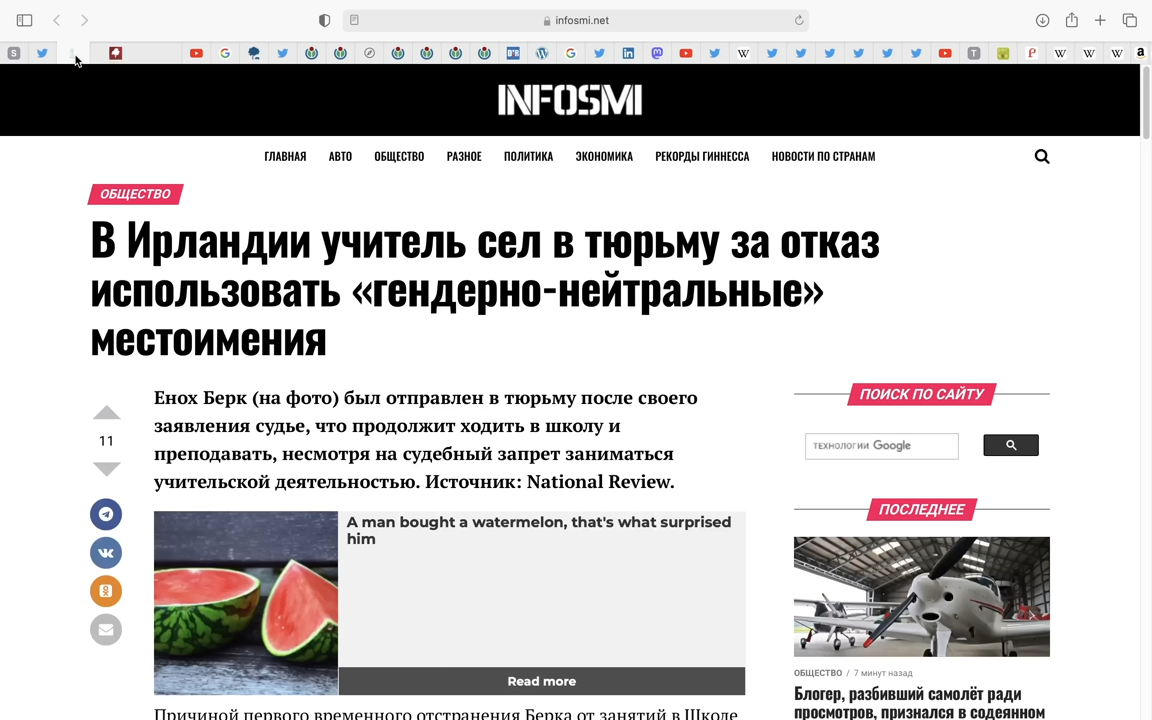 infosmi.net
INFOSMI
ГЛАВНАЯ АВТО ОБЩЕСТВО РАЗНОЕ ПОЛИТИКА ЭКОНОМИКА РЕКОРДЫ ГИННЕССА НОВОСТИ ПО СТРАНАМ
ОБЩЕСТВО
В Ирландии учитель сел в тюрьму за отказ
использовать «гендерно-нейтральные»
местоимения
11
Енох Берк (на фото) был отправлен в тюрьму после своего
заявления судье, что продолжит ходить в школу и
преподавать, несмотря на судебный запрет заниматься
учительской деятельностью. Источник: National Review.
A man bought a watermelon, that's what surprised
him
Read more
Причиной первого временного отстранения Берка от занятий в Школе
ПОИСК ПО САЙТУ
ТЕХНОЛОГИИ Google
ПОСЛЕДНЕЕ
ОБЩЕСТВО / 7 минут назад
Блогер, разбивший самолёт ради
просмотров, признался в содеянном